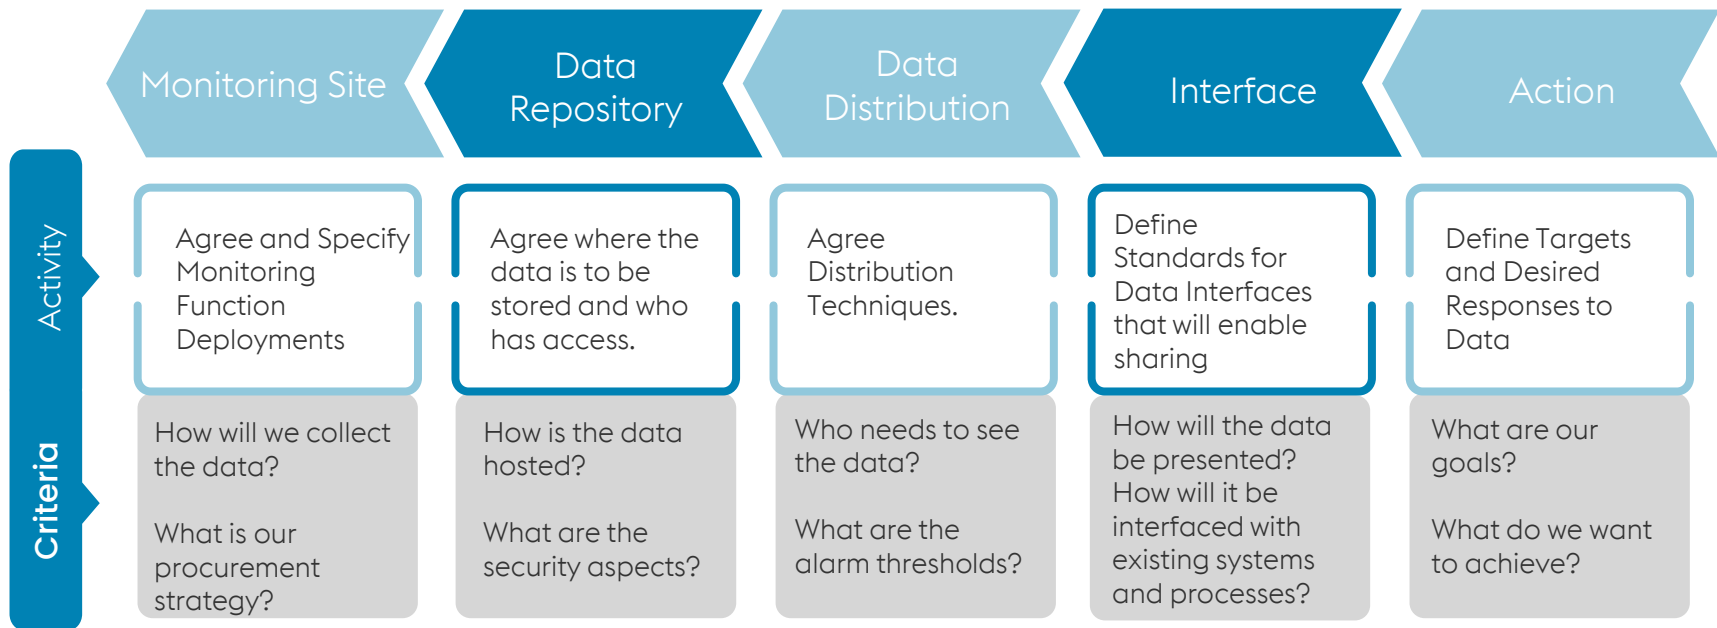 Monitoring Site
Data
Repository
Data
Distribution
Interface
Action
Activity
Agree and Specify
Monitoring
Function
Deployments
Agree where the
data is to be
stored and who
has access.
Agree
Distribution
Techniques.
Define
Standards for
Data Interfaces
that will enable
sharing
Define Targets
and Desired
Responses to
Data
Criteria
How will we collect
the data?
What is our
procurement
strategy?
How is the data
hosted?
What are the
security aspects?
Who needs to see
the data?
What are the
alarm thresholds?
How will the data
be presented?
How will it be
interfaced with
existing systems
and processes?
What are our
goals?
What do we want
to achieve?